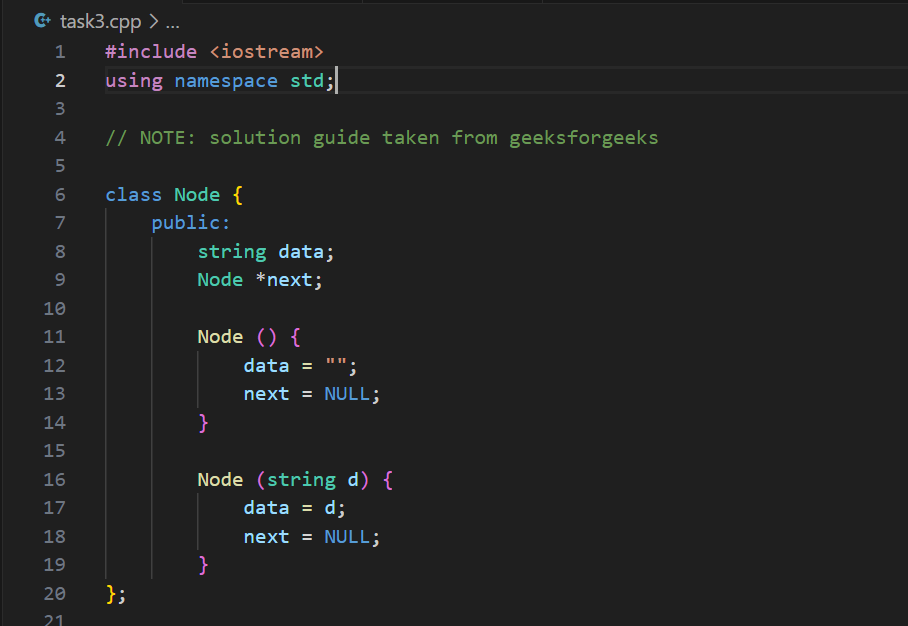 task3.cpp > ...
1 #include <iostream>
2 using namespace std;
3
4 // NOTE: solution guide taken from geeksforgeeks
5
6 class Node {
7 public:
8 string data;
9 Node *next;
10
11 Node () {
12 data = "";
13 next = NULL;
14 }
15
16 Node (string d) {
17 data = d;
18 next = NULL;
19 }
20 };
21